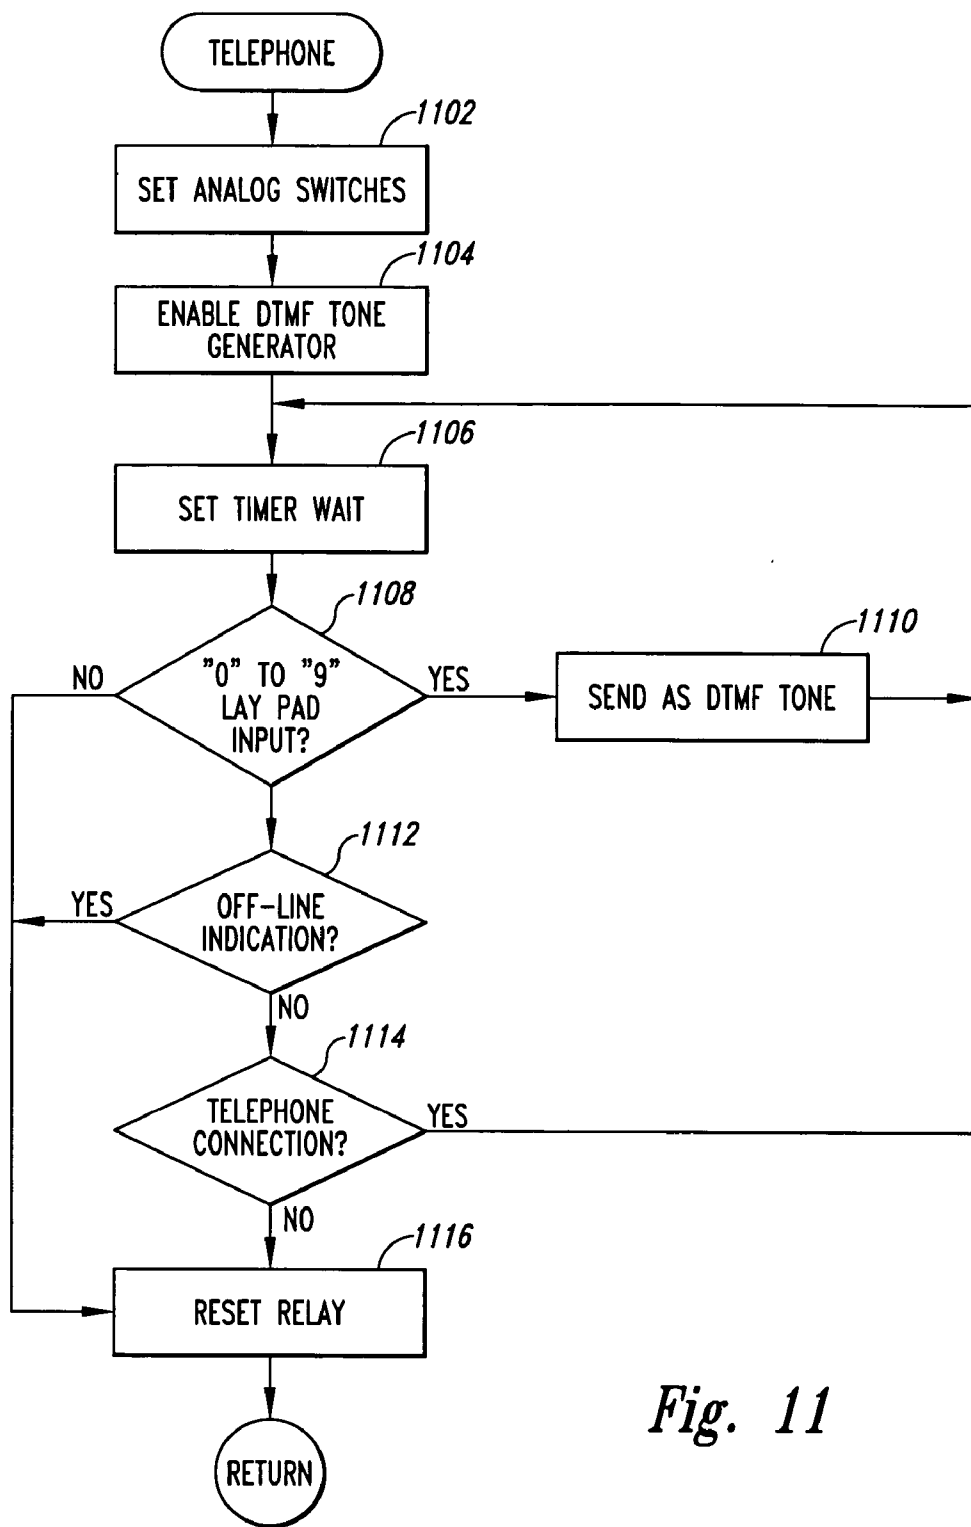 TELEPHONE
1102
SET ANALOG SWITCHES
1104
ENABLE DTMF TONE
GENERATOR
1106
SET TIMER WAIT
1108
NO
"0" TO "9"
LAY PAD
INPUT?
YES
1110
SEND AS DTMF TONE
1112
YES
OFF-LINE
INDICATION?
NO
1114
TELEPHONE
CONNECTION?
YES
NO
1116
RESET RELAY
RETURN
Fig. 11